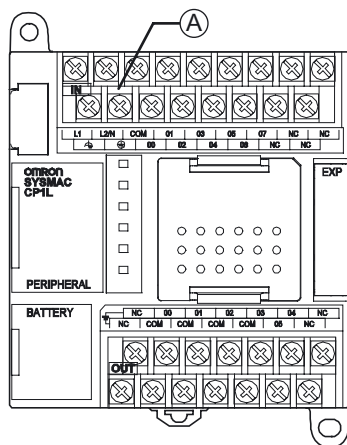 A
IN
L1 L2/N COM 01 03 05 07 NC NC
00 02 04 06 NC NC
OMRON
SYSMAC
CP1L
EXP
PERIPHERAL
BATTERY
NC 00 01 02 03 04 NC
NC COM COM COM COM 05 NC
OUT